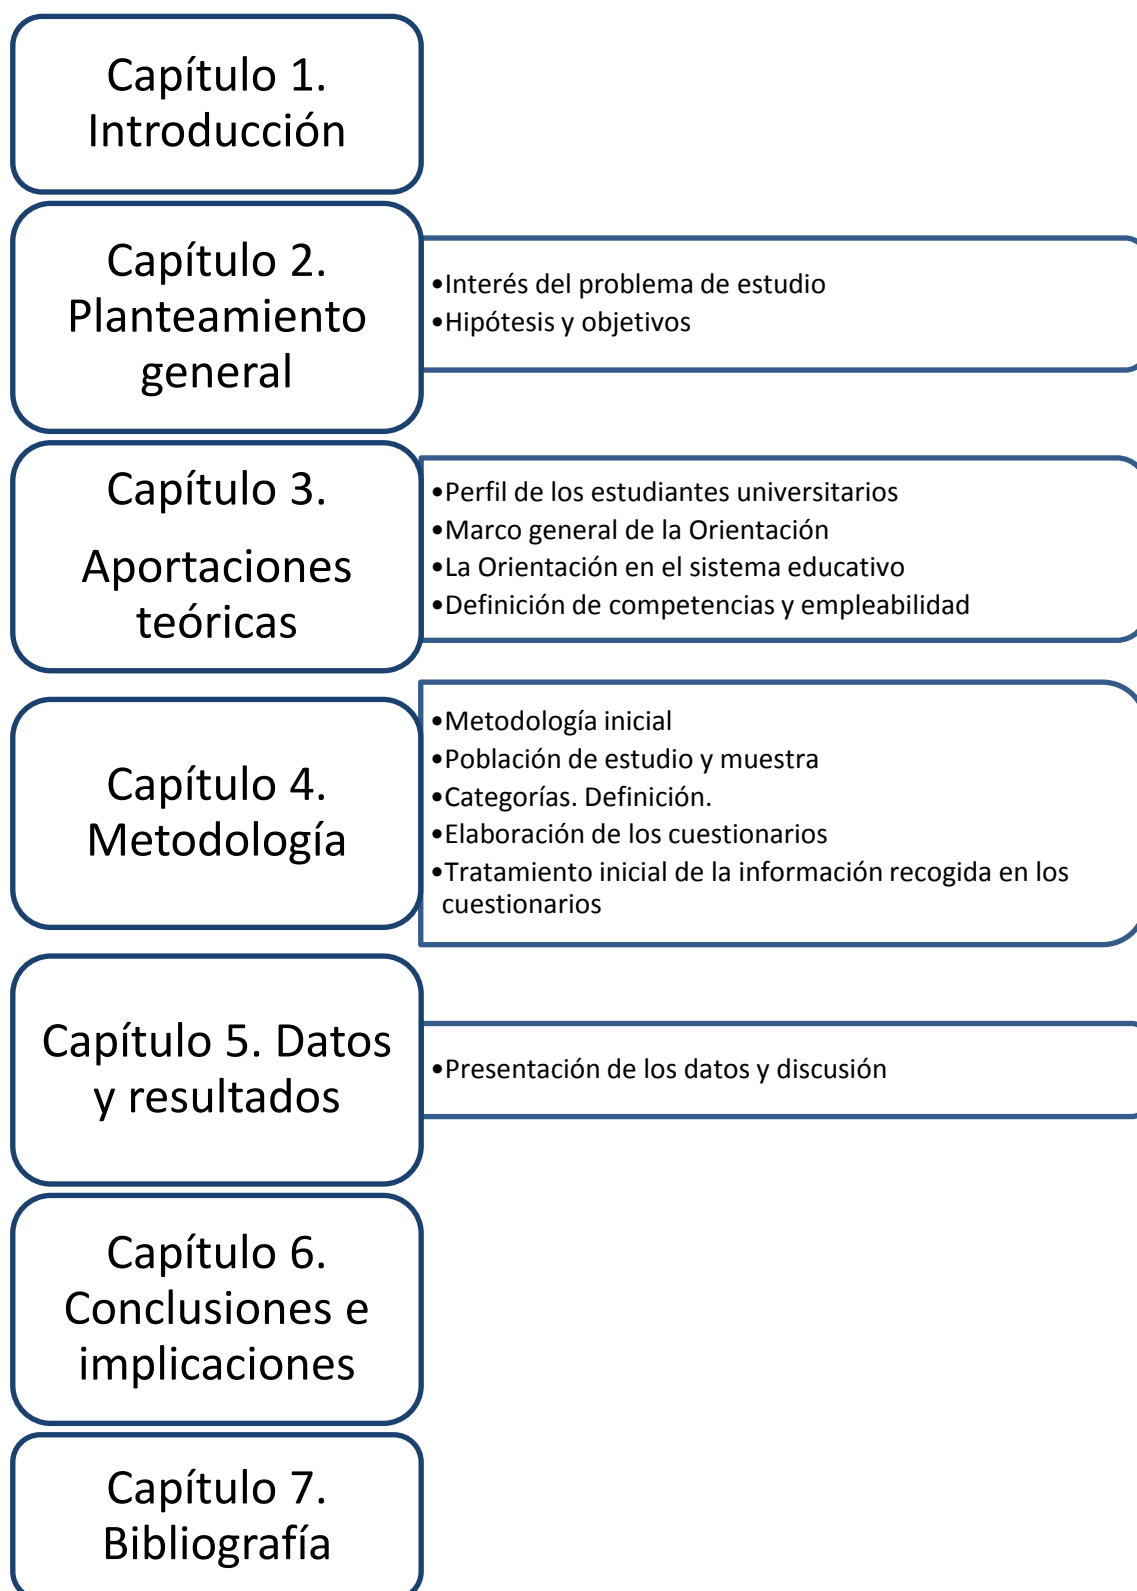 Capítulo 1.
Introducción
Capítulo 2.
Planteamiento
general
•Interés del problema de estudio
•Hipótesis y objetivos
Capítulo 3.
Aportaciones
teóricas
•Perfil de los estudiantes universitarios
•Marco general de la Orientación
•La Orientación en el sistema educativo
•Definición de competencias y empleabilidad
Capítulo 4.
Metodología
•Metodología inicial
•Población de estudio y muestra
•Categorías. Definición.
•Elaboración de los cuestionarios
•Tratamiento inicial de la información recogida en los
cuestionarios
Capítulo 5. Datos
y resultados
•Presentación de los datos y discusión
Capítulo 6.
Conclusiones e
implicaciones
Capítulo 7.
Bibliografía